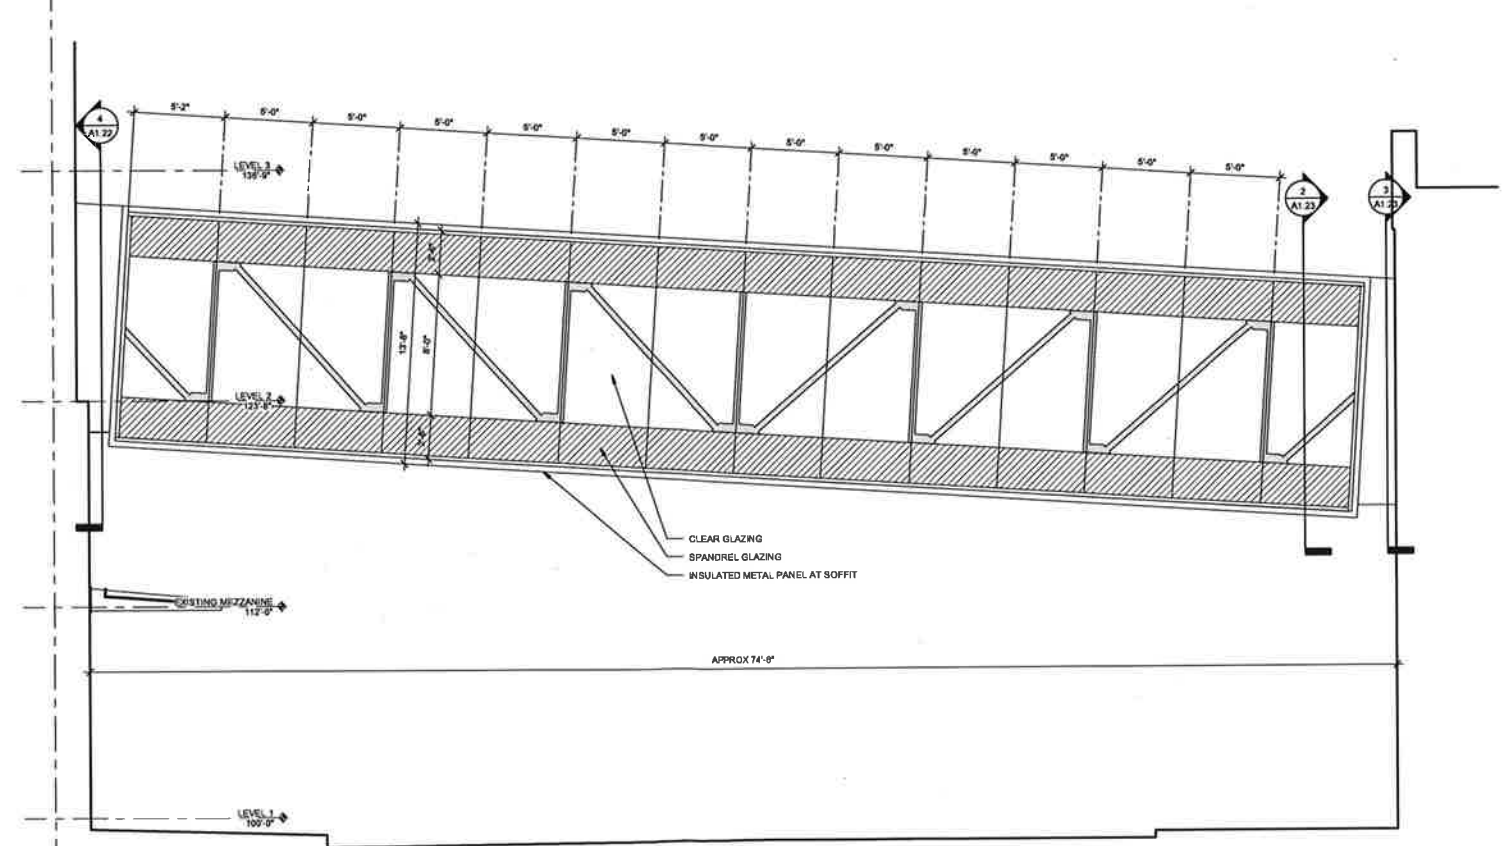 5'-2"
5'-0"
5'-0"
5'-0"
5'-0"
5'-0"
5'-0"
5'-0"
5'-0"
5'-0"
5'-0"
5'-0"
5'-0"
4
A1.22
LEVEL 3
2
A1.23
3
LEVEL 2
13'-8"
8'-0"
CLEAR GLAZING
SPANDREL GLAZING
INSULATED METAL PANEL AT SOFFIT
EXISTING MEZZANINE
112'-0"
APPROX 74'-8"
LEVEL 1
100'-0"